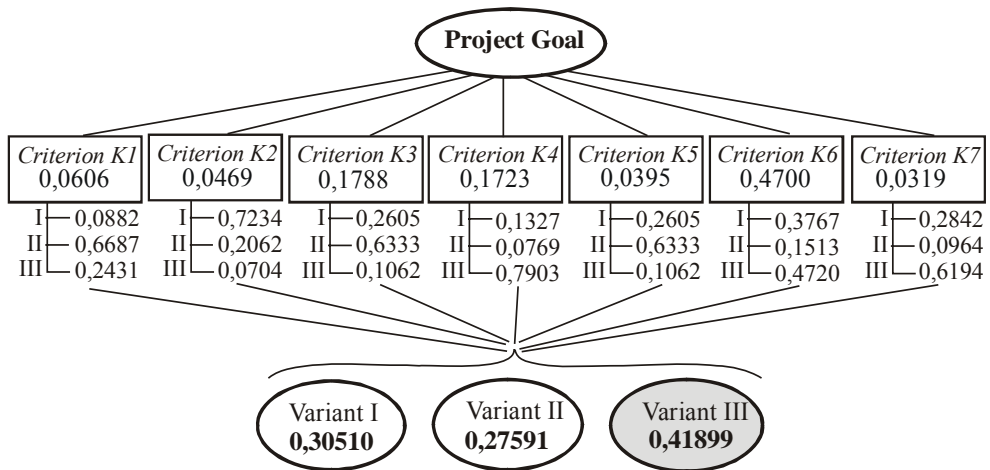 Project Goal
Criterion K1 Criterion K2 Criterion K3 Criterion K4 Criterion K5 Criterion K6 Criterion K7
0,0606 0,0469 0,1788 0,1723 0,0395 0,4700 0,0319
I 0,0882 I 0,7234 I 0,2605 I 0,1327 I 0,2605 I 0,3767 I 0,2842
II 0,6687 II 0,2062 II 0,6333 II 0,0769 II 0,6333 II 0,1513 II 0,0964
III 0,2431 III 0,0704 III 0,1062 III 0,7903 III 0,1062 III 0,4720 III 0,6194
Variant I Variant II Variant III
0,30510 0,27591 0,41899